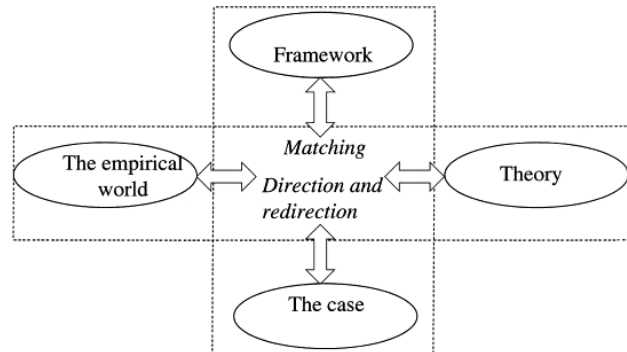 Framework
Matching
The empirical
world
Direction and
redirection
Theory
The case